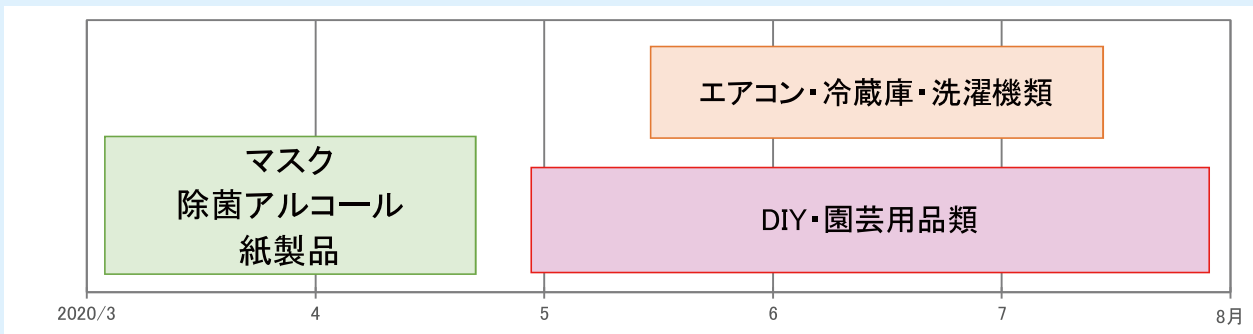 エアコン・冷蔵庫・洗濯機類
マスク
除菌アルコール
紙製品
DIY・園芸用品類
2020/3 4 5 6 7 8月